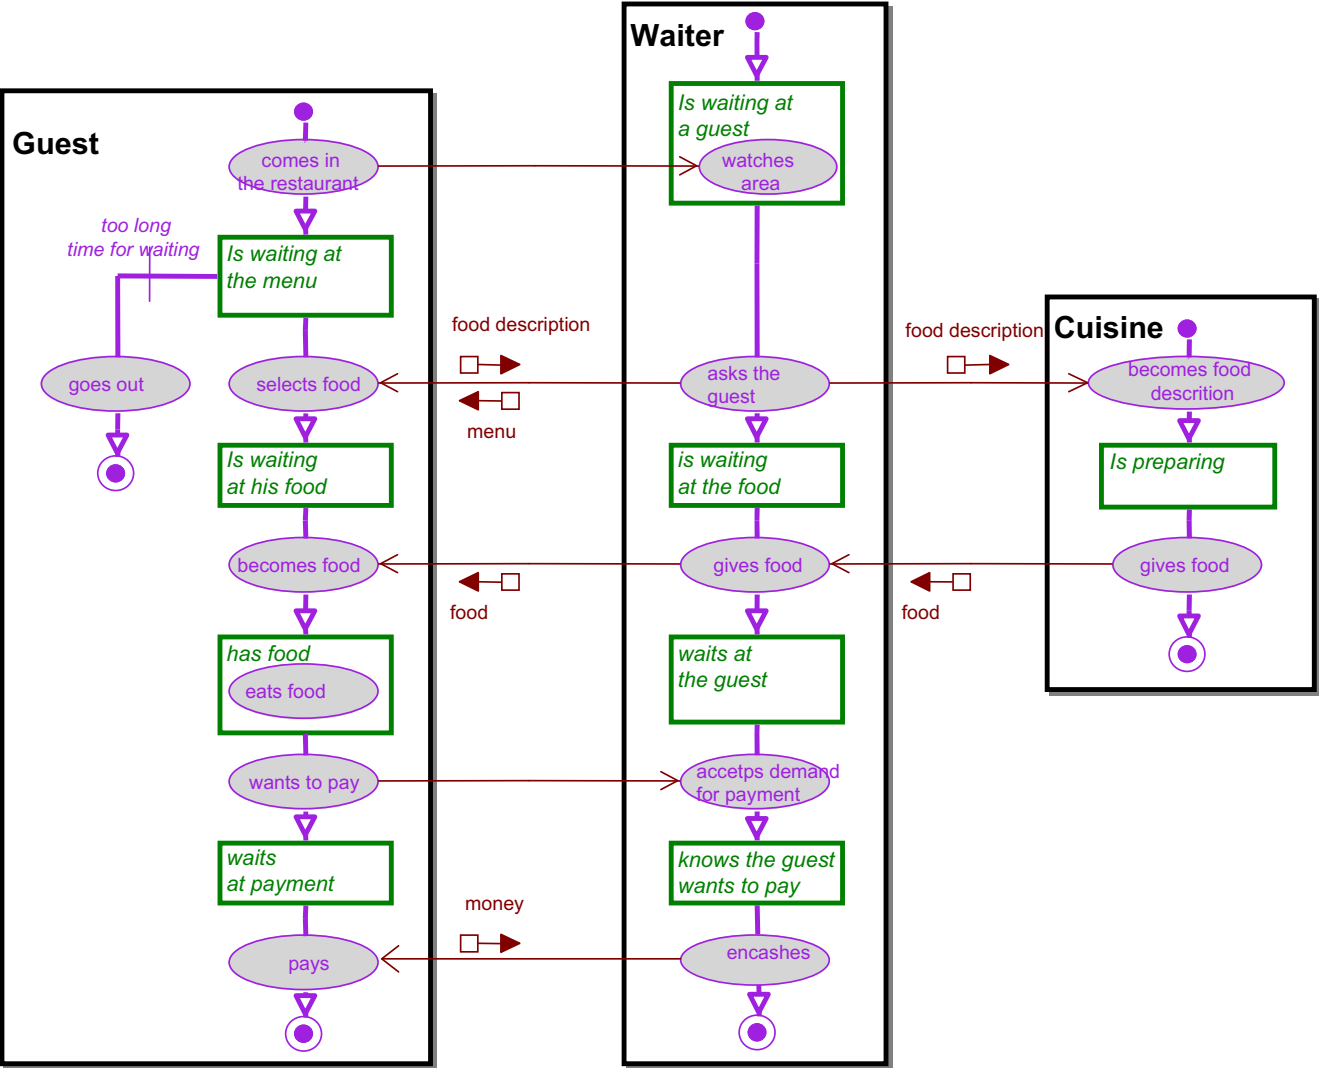 Guest
comes in
the restaurant
too long
time for waiting
Is waiting at
the menu
goes out
selects food
Is waiting
at his food
becomes food
has food
eats food
wants to pay
waits
at payment
pays
food description
menu
food
money
Waiter
Is waiting at
a guest
watches
area
asks the
guest
is waiting
at the food
gives food
waits at
the guest
accetps demand
for payment
knows the guest
wants to pay
encashes
food description
food
Cuisine
becomes food
descrition
Is preparing
gives food